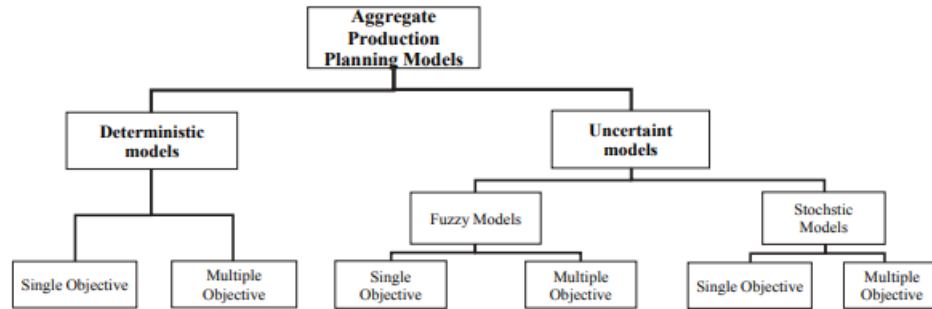 Aggregate
Production
Planning Models
Deterministic
models
Uncertaint
models
Fuzzy Models
Stochstic
Models
Single Objective
Multiple
Objective
Single
Objective
Multiple
Objective
Single Objective
Multiple
Objective